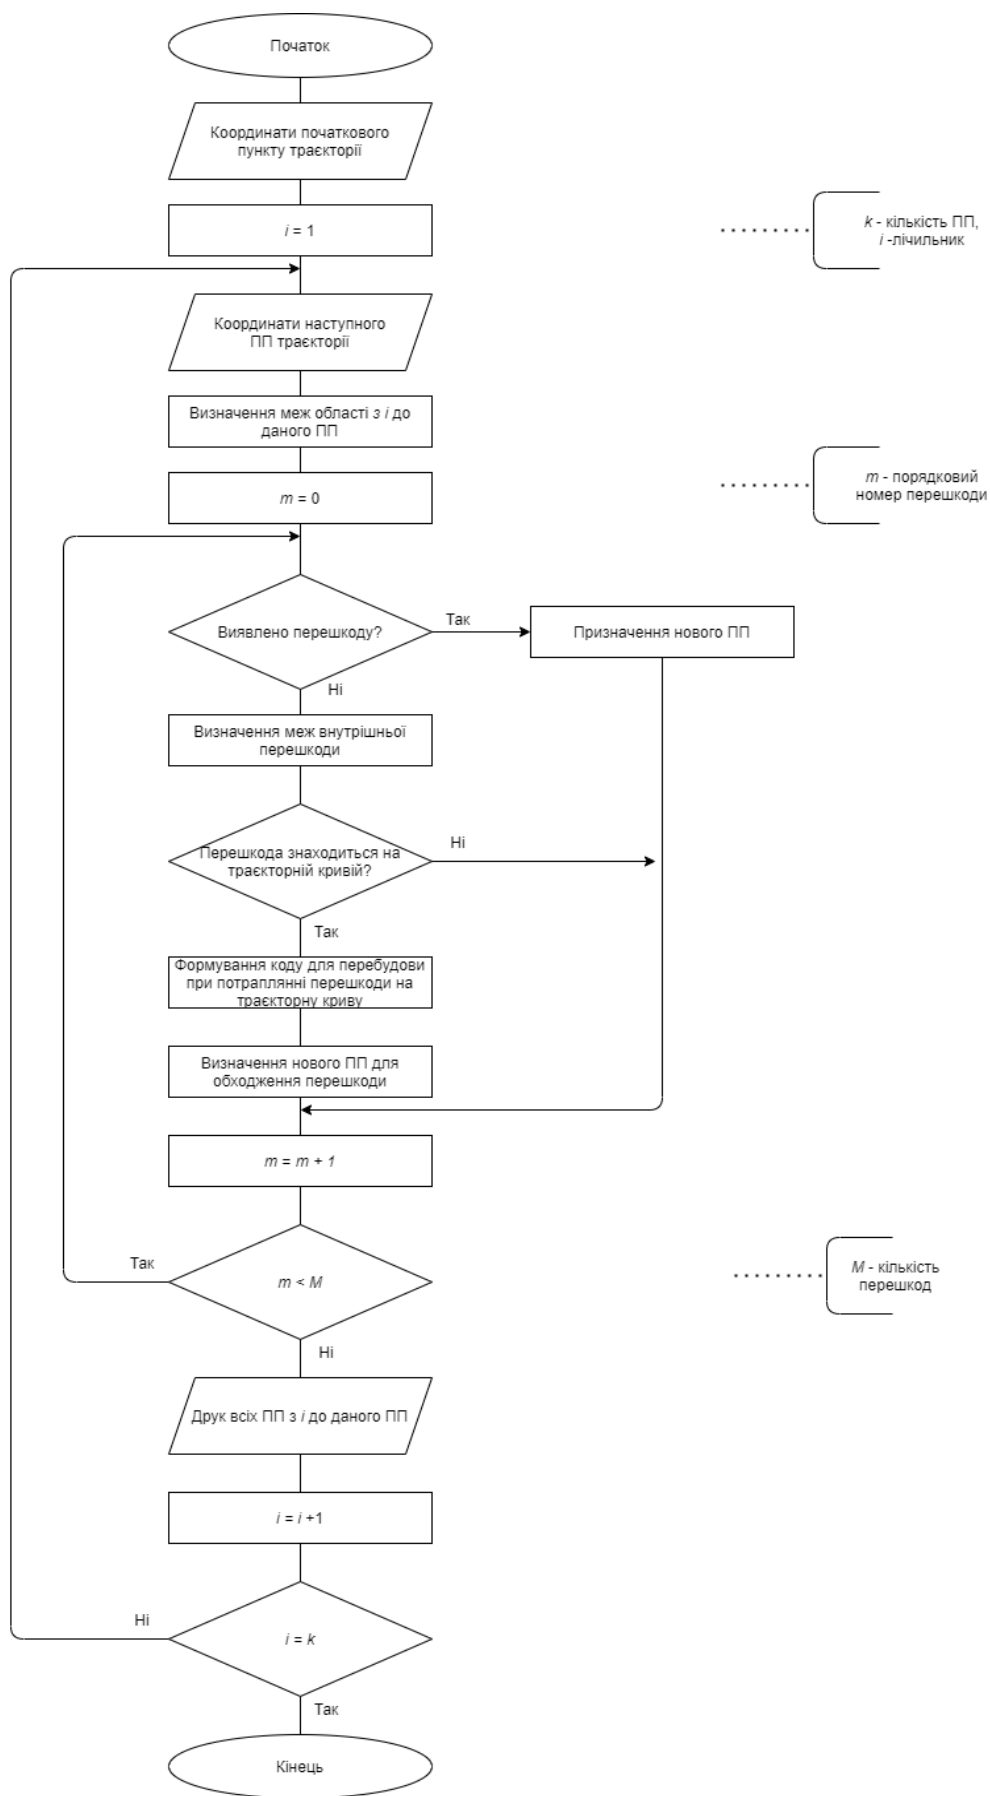 Початок
Координати початкового
пункту траєкторії
i = 1
k - кількість ПП,
i -лічильник
Координати наступного
ПП траєкторії
Визначення меж області з i до
даного ПП
m = 0
m - порядковий
номер перешкоди
Виявлено перешкоду?
Так
Призначення нового ПП
Ні
Визначення меж внутрішньої
перешкоди
Перешкода знаходиться на
траєкторній кривій?
Ні
Так
Формування коду для перебудови
при потраплянні перешкоди на
траєкторну криву
Визначення нового ПП для
обходження перешкоди
m = m + 1
Так
m < M
M - кількість
перешкод
Ні
Друк всіх ПП з i до даного ПП
i = i +1
Ні
i = k
Так
Кінець